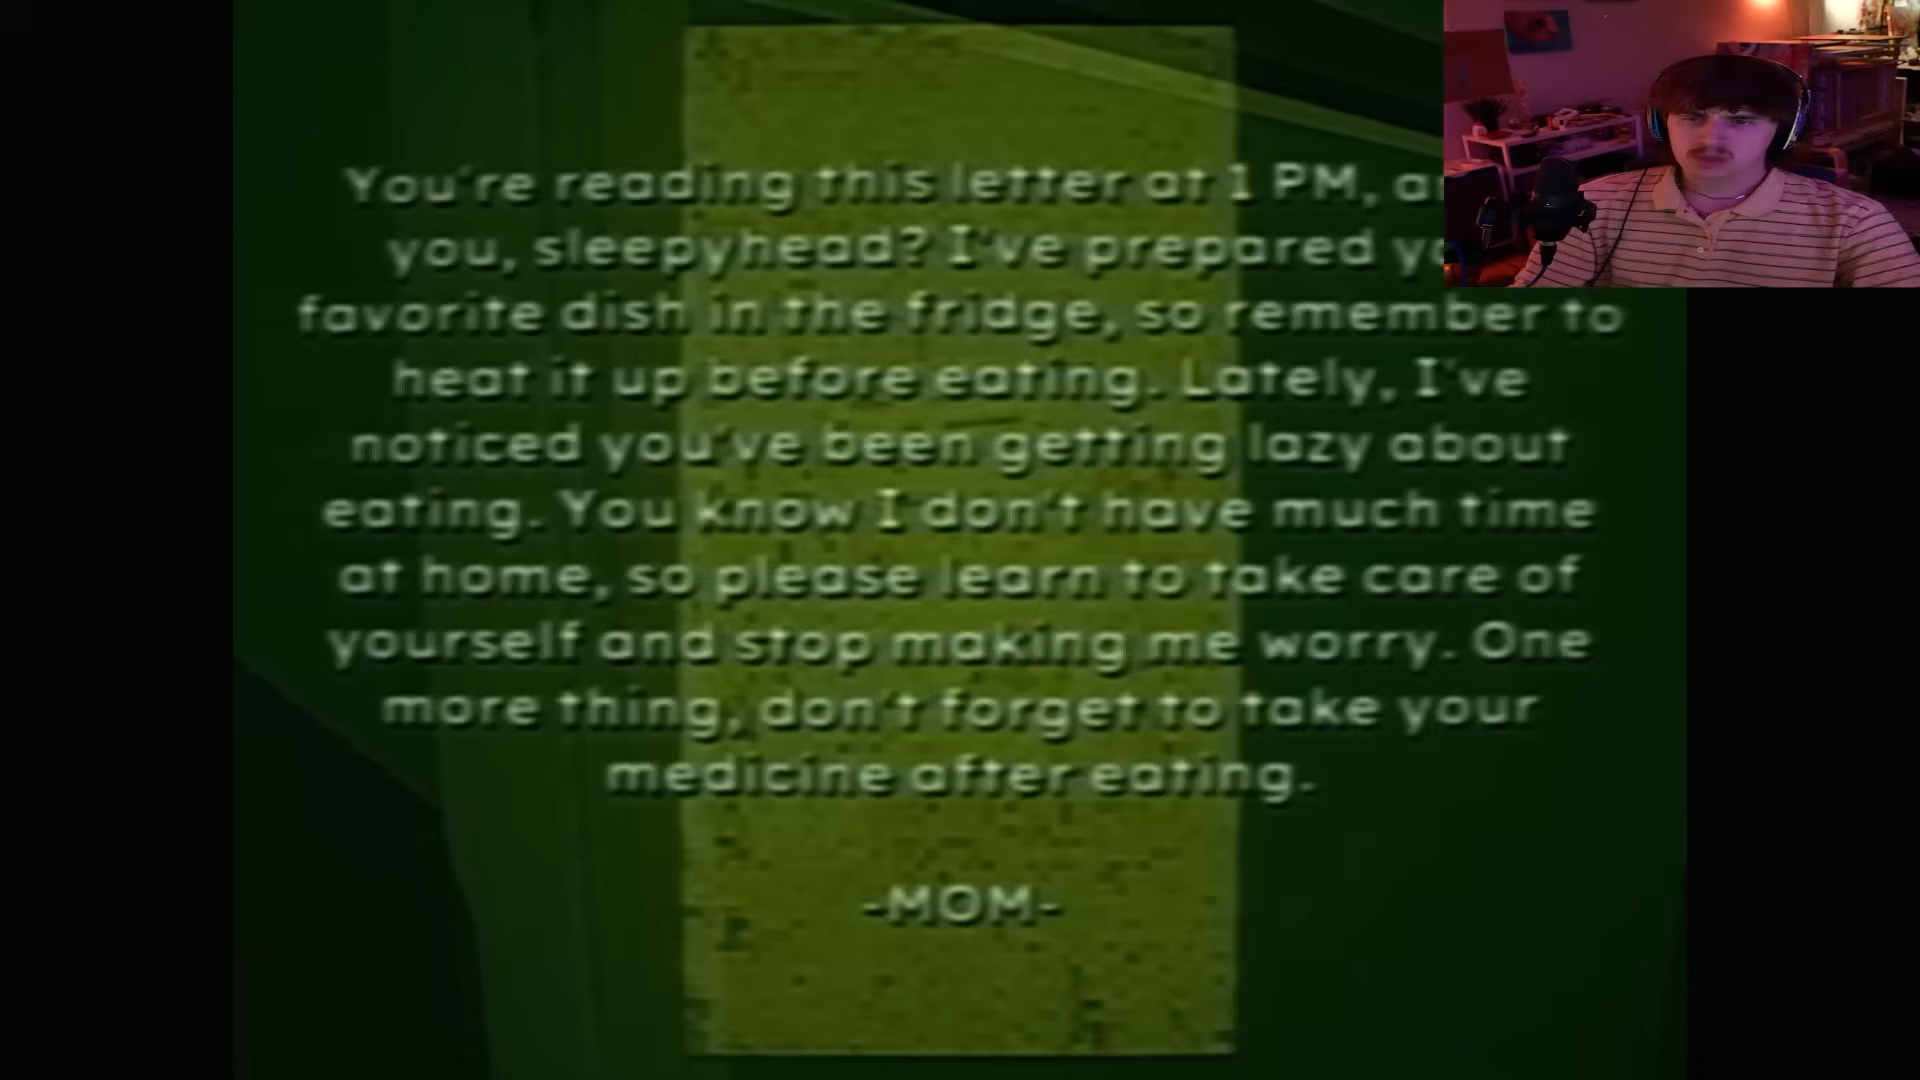 You're reading this letter at 1 PM,
you, sleepyhead? I've prepared
favorite dish in the fridge, so remember to
heat it up before eating. Lately, I've
noticed you've been getting lazy about
eating. You know I don't have much time
at home, so please learn to take care of
yourself and stop making me worry. One
more thing, don't forget to take your
medicine after eating.
-MOM-